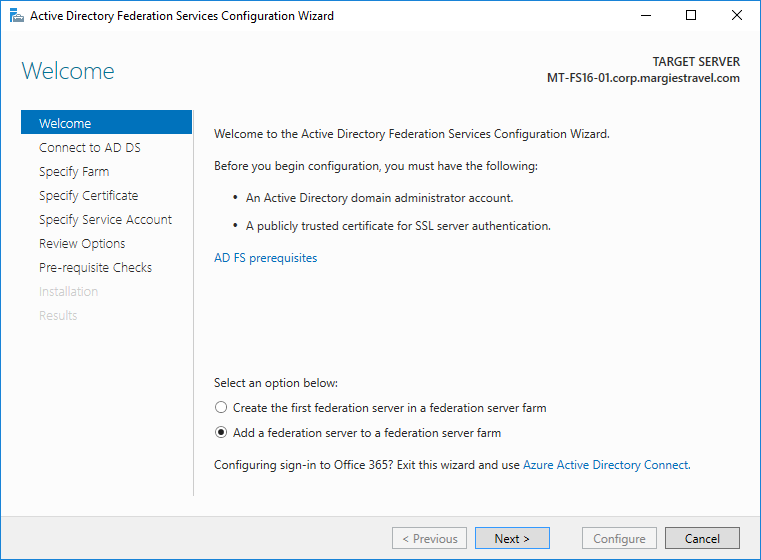 Active Directory Federation Services Configuration Wizard
Welcome
TARGET SERVER
MT-FS16-01.corp.margiestravel.com
Welcome
Connect to AD DS
Specify Farm
Specify Certificate
Specify Service Account
Review Options
Pre-requisite Checks
Installation
Results
Welcome to the Active Directory Federation Services Configuration Wizard.
Before you begin configuration, you must have the following:
• An Active Directory domain administrator account.
• A publicly trusted certificate for SSL server authentication.
AD FS prerequisites
Select an option below:
Create the first federation server in a federation server farm
Add a federation server to a federation server farm
Configuring sign-in to Office 365? Exit this wizard and use Azure Active Directory Connect.
< Previous
Next >
Configure
Cancel